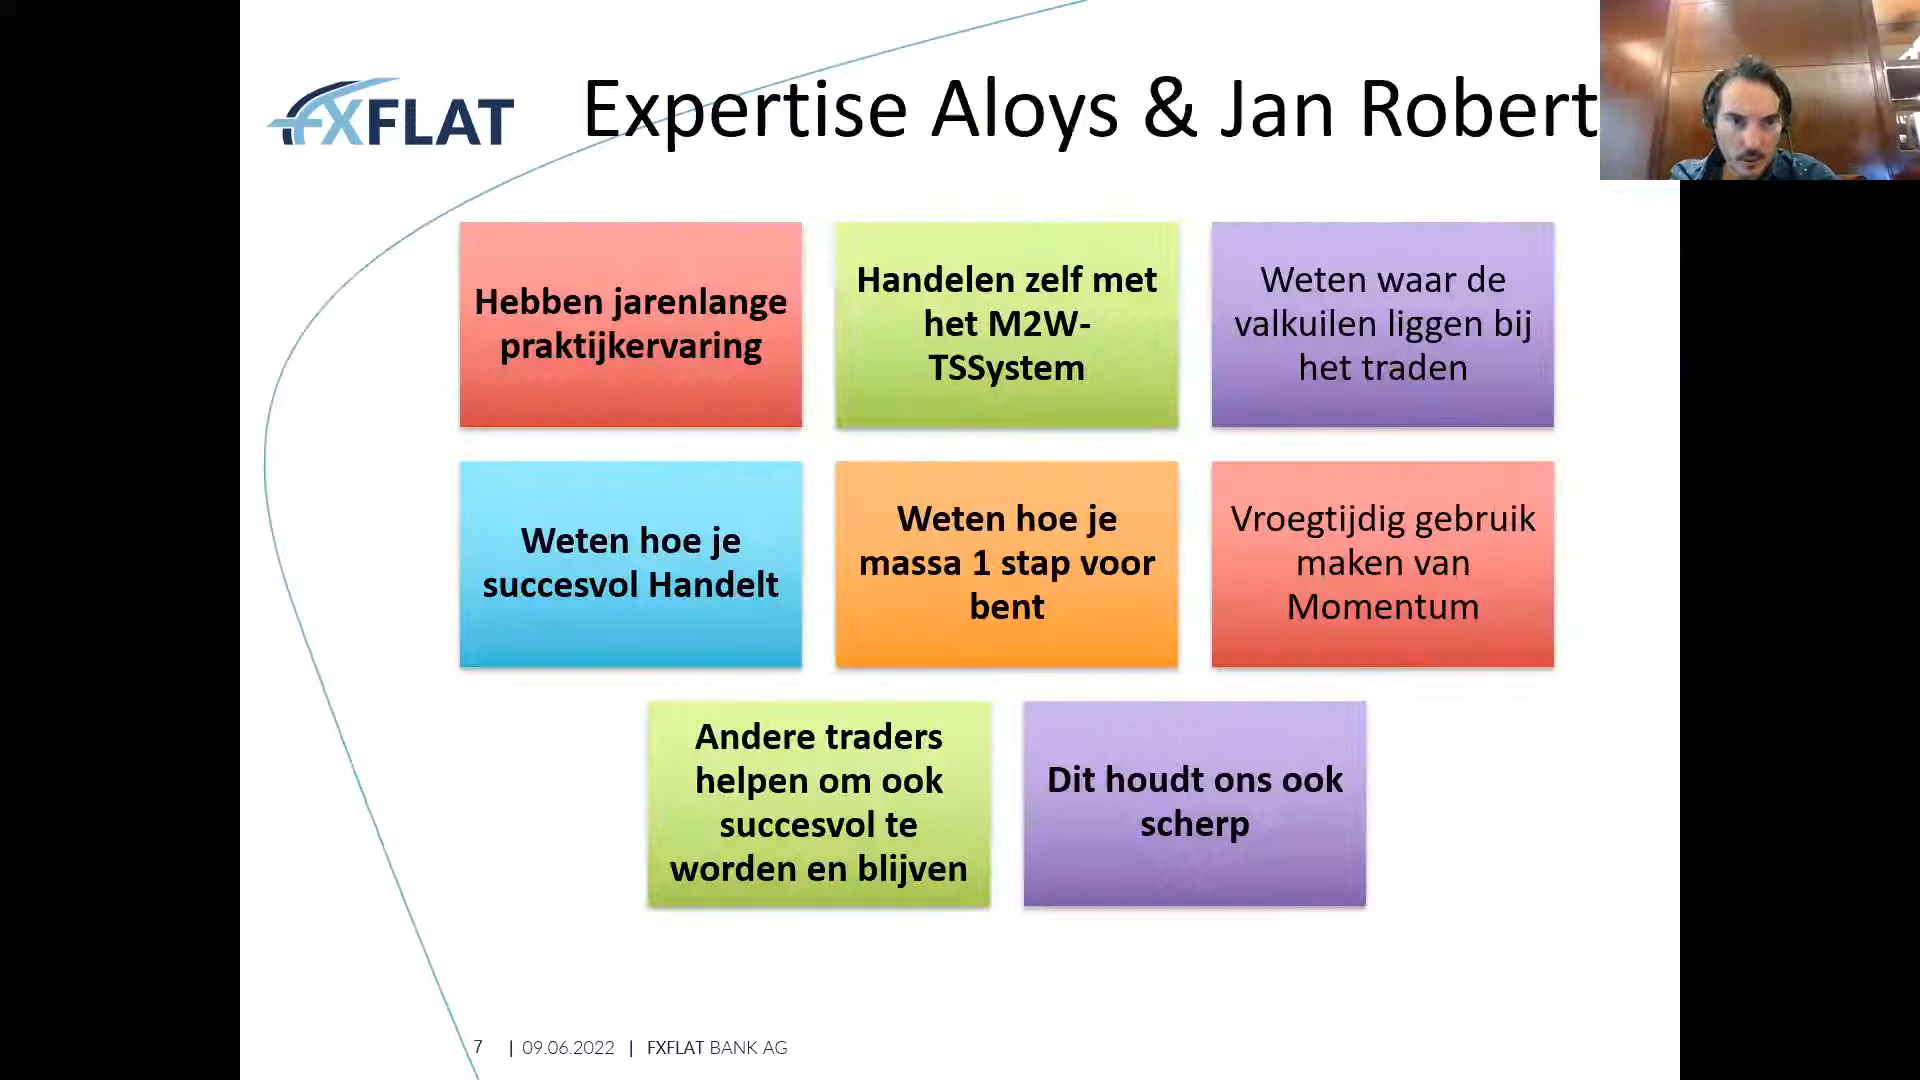 FXFLAT
Expertise Aloys & Jan Robert
Hebben jarenlange
praktijkervaring
Handelen zelf met
het M2W-
TSSystem
Weten waar de
valkuilen liggen bij
het traden
Weten hoe je
succesvol Handelt
Weten hoe je
massa 1 stap voor
bent
Vroegtijdig gebruik
maken van
Momentum
Andere traders
helpen om ook
succesvol te
worden en blijven
Dit houdt ons ook
scherp
7 | 09.06.2022 | FXFLAT BANK AG